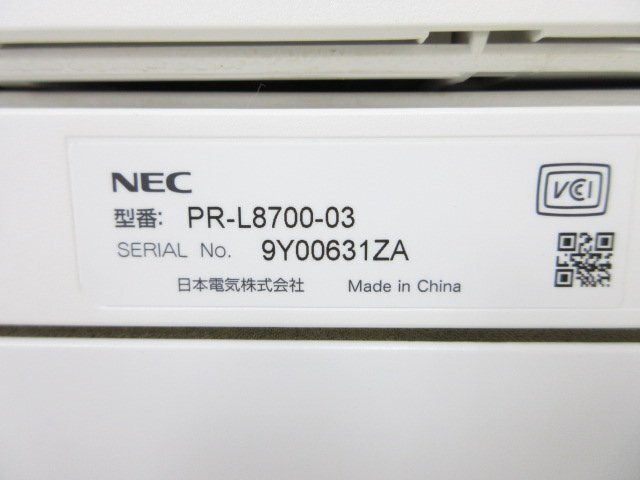 NEC
VCCI
型番: PR-L8700-03
SERIAL No. 9Y00631ZA
日本電気株式会社 Made in China